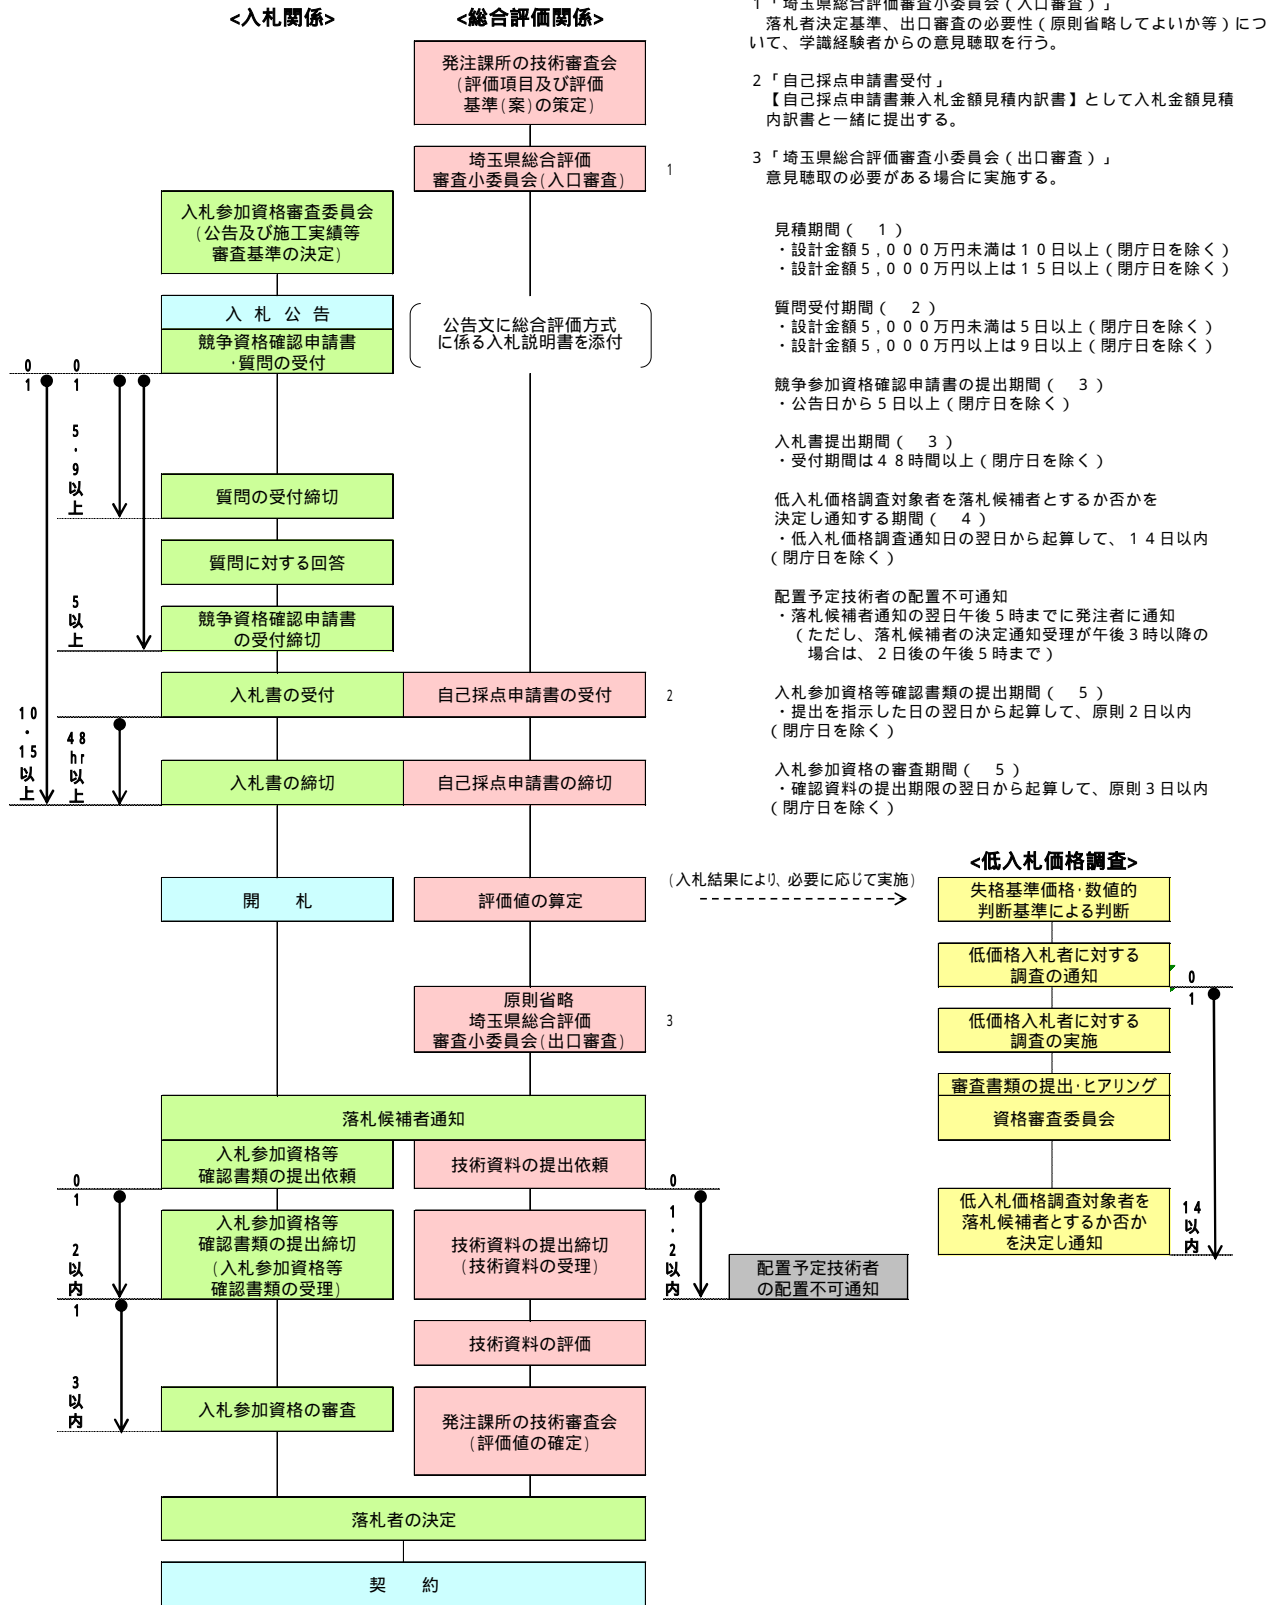 <入札関係>
<総合評価関係>
発注課所の技術審査会
(評価項目及び評価
基準(案)の策定)
埼玉県総合評価
審査小委員会(入口審査)
1
入札参加資格審査委員会
(公告及び施工実績等
審査基準の決定)
入 札 公 告
競争資格確認申請書
・質問の受付
公告文に総合評価方式
に係る入札説明書を添付
0
1
0
1
5・9以上
質問の受付締切
質問に対する回答
5以上
競争資格確認申請書
の受付締切
入札書の受付
自己採点申請書の受付
2
10・15以上
48hr以上
入札書の締切
自己採点申請書の締切
開 札
評価値の算定
(入札結果により、必要に応じて実施)
原則省略
埼玉県総合評価
審査小委員会(出口審査)
3
落札候補者通知
入札参加資格等
確認書類の提出依頼
技術資料の提出依頼
0
1
2以内
入札参加資格等
確認書類の提出締切
(入札参加資格等
確認書類の受理)
技術資料の提出締切
(技術資料の受理)
0
1・2以内
配置予定技術者
の配置不可通知
1
3以内
技術資料の評価
入札参加資格の審査
発注課所の技術審査会
(評価値の確定)
落札者の決定
契 約
1「埼玉県総合評価審査小委員会(入口審査)」
落札者決定基準、出口審査の必要性(原則省略してよいか等)につ
いて、学識経験者からの意見聴取を行う。
2「自己採点申請書受付」
【自己採点申請書兼入札金額見積内訳書】として入札金額見積
内訳書と一緒に提出する。
3「埼玉県総合評価審査小委員会(出口審査)」
意見聴取の必要がある場合に実施する。
見積期間( 1)
・設計金額5,000万円未満は10日以上(閉庁日を除く)
・設計金額5,000万円以上は15日以上(閉庁日を除く)
質問受付期間( 2)
・設計金額5,000万円未満は5日以上(閉庁日を除く)
・設計金額5,000万円以上は9日以上(閉庁日を除く)
競争参加資格確認申請書の提出期間( 3)
・公告日から5日以上(閉庁日を除く)
入札書提出期間( 3)
・受付期間は48時間以上(閉庁日を除く)
低入札価格調査対象者を落札候補者とするか否かを
決定し通知する期間( 4)
・低入札価格調査通知日の翌日から起算して、14日以内
(閉庁日を除く)
配置予定技術者の配置不可通知
・落札候補者通知の翌日午後5時までに発注者に通知
(ただし、落札候補者の決定通知受理が午後3時以降の
場合は、2日後の午後5時まで)
入札参加資格等確認書類の提出期間( 5)
・提出を指示した日の翌日から起算して、原則2日以内
(閉庁日を除く)
入札参加資格の審査期間( 5)
・確認資料の提出期限の翌日から起算して、原則3日以内
(閉庁日を除く)
<低入札価格調査>
失格基準価格・数値的
判断基準による判断
低価格入札者に対する
調査の通知
0
1
低価格入札者に対する
調査の実施
審査書類の提出・ヒアリング
資格審査委員会
低入札価格調査対象者を
落札候補者とするか否か
を決定し通知
14以内